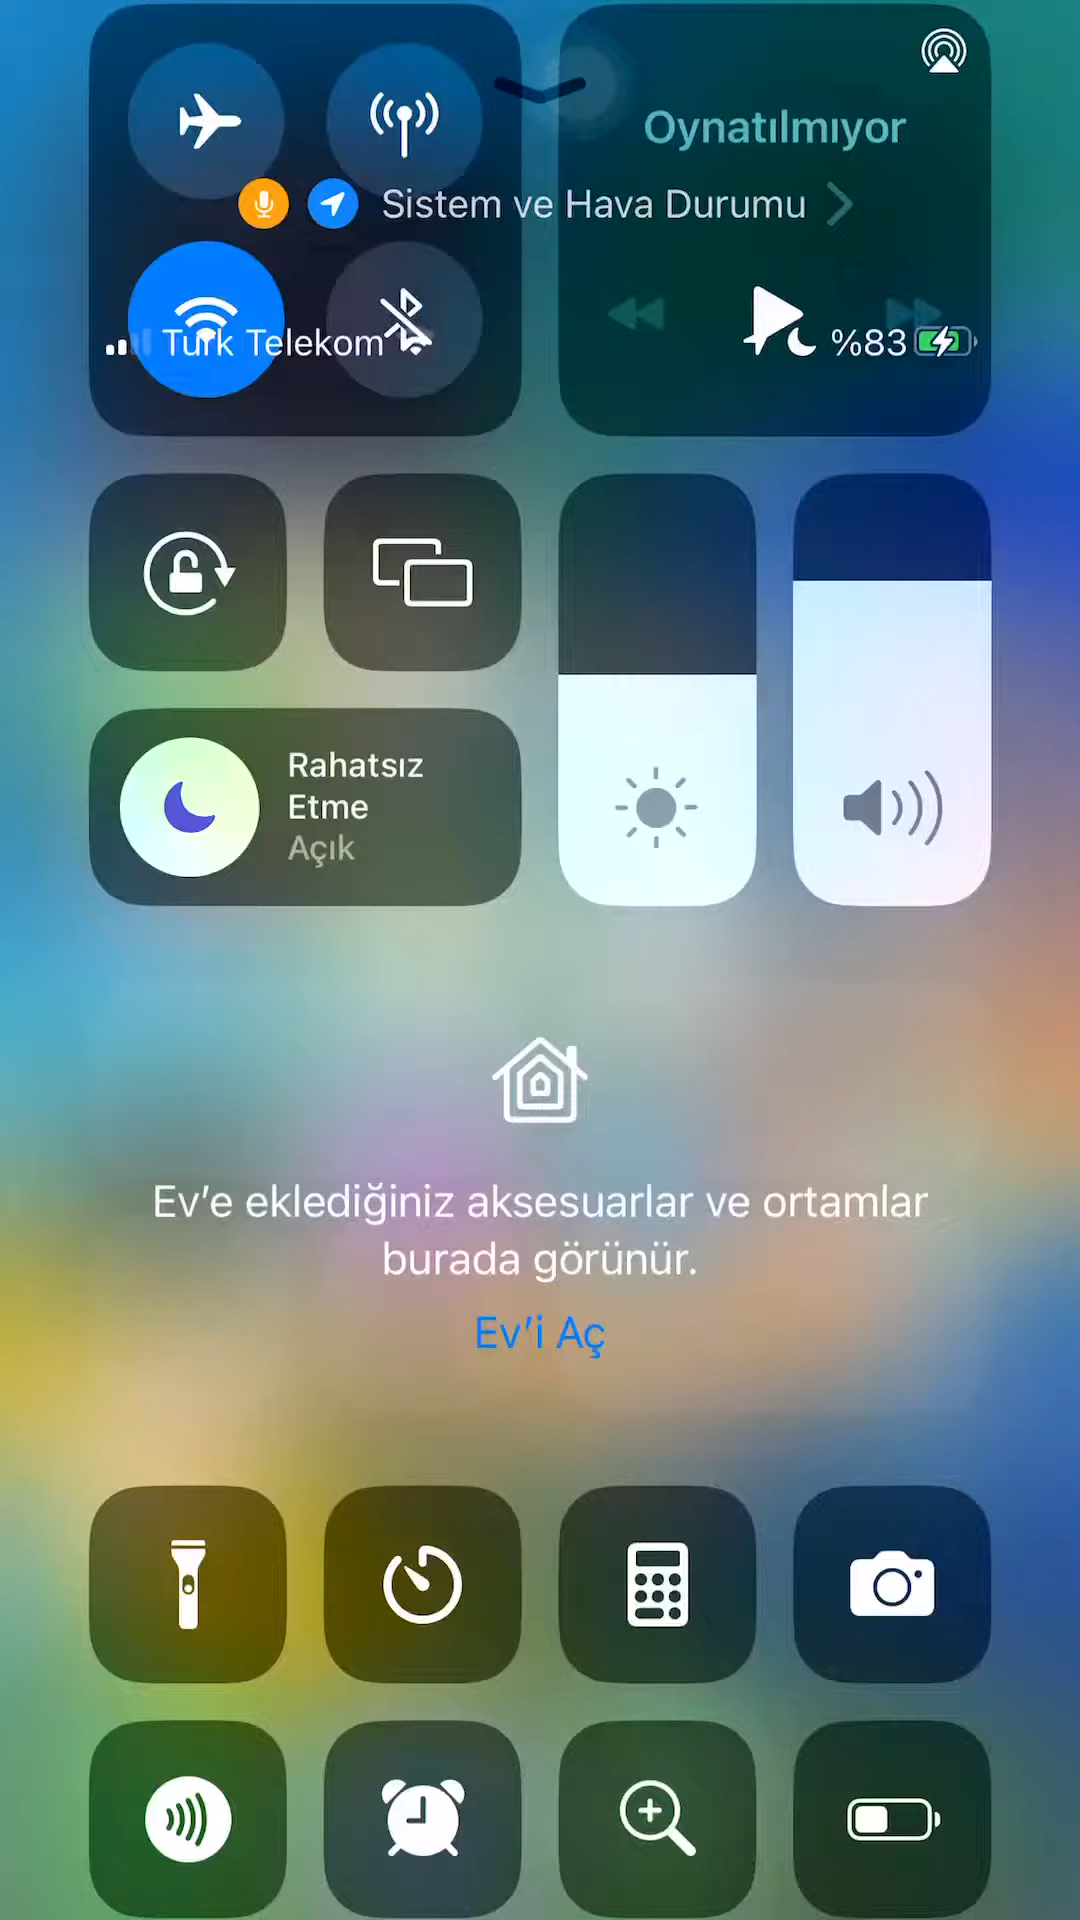 Oynatılmıyor
Sistem ve Hava Durumu
Türk Telekom
%83
Rahatsız
Etme
Açık
Ev’e eklediğiniz aksesuarlar ve ortamlar
burada görünür.
Ev’i Aç